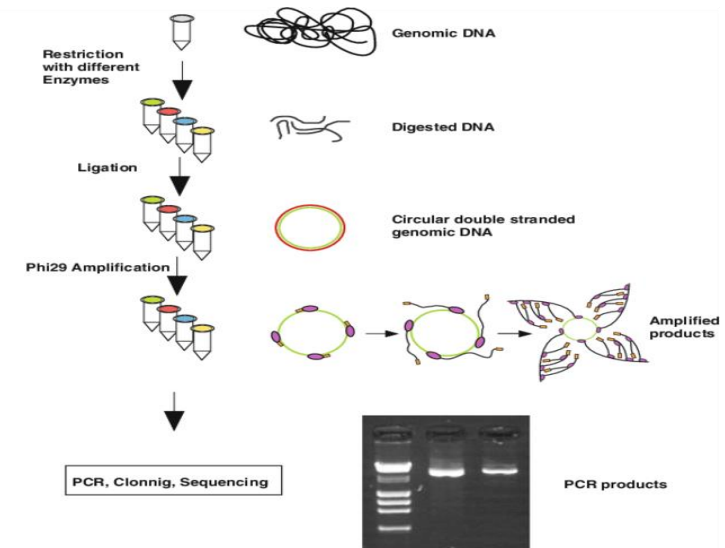 Genomic DNA
Restriction
with different
Enzymes
Digested DNA
Ligation
Circular double stranded
genomic DNA
Phi29 Amplification
Amplified
products
PCR, Clonnig, Sequencing
PCR products